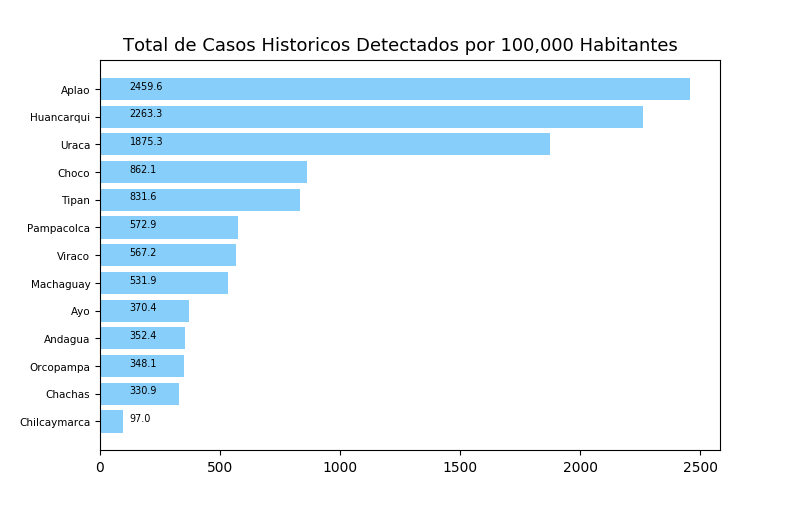 Total de Casos Historicos Detectados por 100,000 Habitantes
Aplao 2459.6
Huancarqui 2263.3
Uraca 1875.3
Choco 862.1
Tipan 831.6
Pampacolca 572.9
Viraco 567.2
Machaguay 531.9
Ayo 370.4
Andagua 352.4
Orcopampa 348.1
Chachas 330.9
Chilcaymarca 97.0
0 500 1000 1500 2000 2500